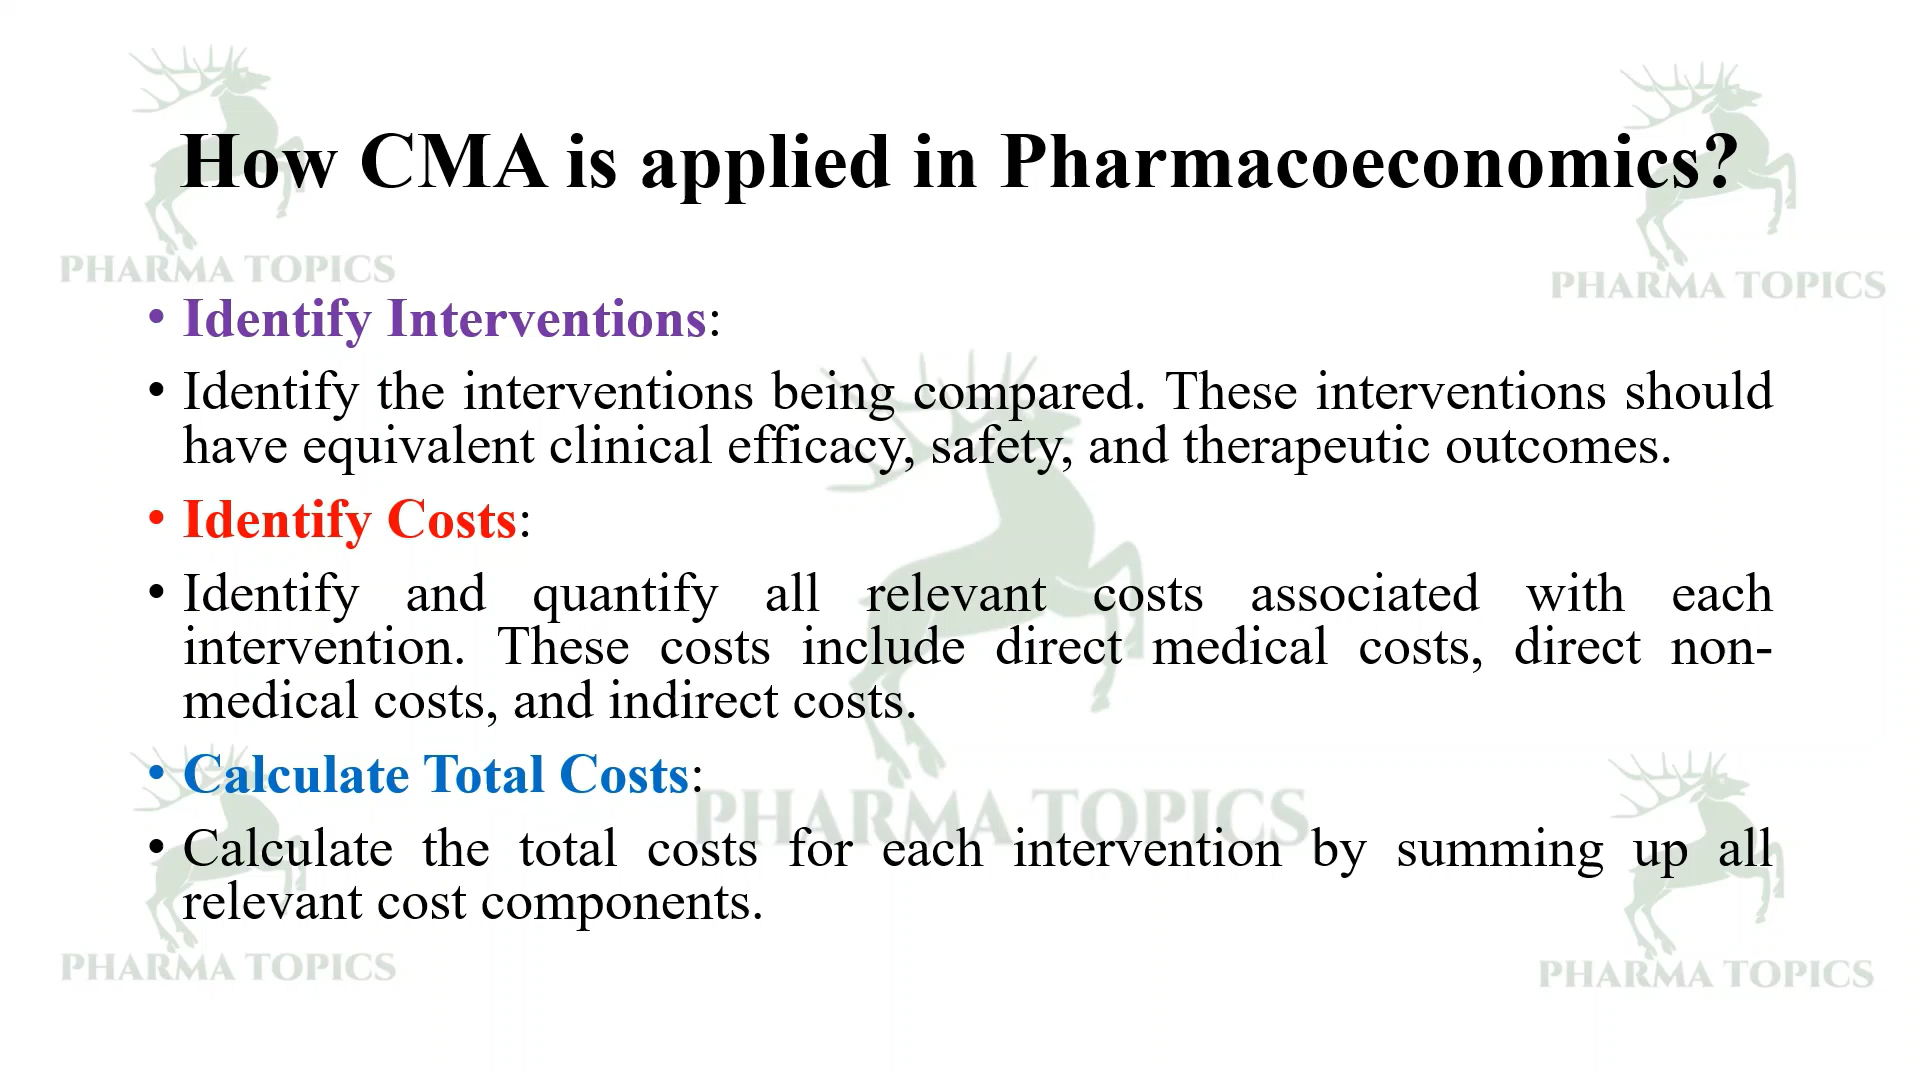 How CMA is applied in Pharmacoeconomics?
PHARMA TOPICS
PHARMA TOPICS
• Identify Interventions:
• Identify the interventions being compared. These interventions should
have equivalent clinical efficacy, safety, and therapeutic outcomes.
• Identify Costs:
• Identify and quantify all relevant costs associated with each
intervention. These costs include direct medical costs, direct non-
medical costs, and indirect costs.
• Calculate Total Costs:
PHARMA TOPICS
• Calculate the total costs for each intervention by summing up all
relevant cost components.
PHARMA TOPICS
PHARMA TOPICS